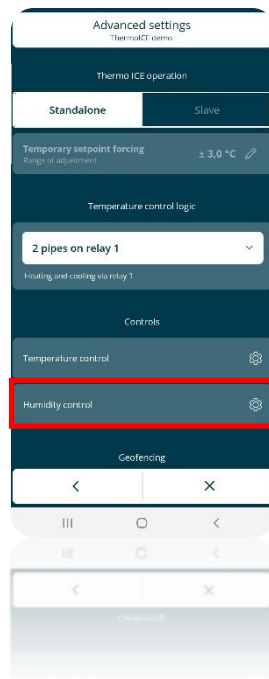 Advanced settings
ThermoICE demo
Thermo ICE operation
Standalone
Slave
Temporary setpoint forcing
Range of adjustment
± 3,0 °C
Temperature control logic
2 pipes on relay 1
Heating and cooling via relay 1
Controls
Temperature control
Humidity control
Geofencing